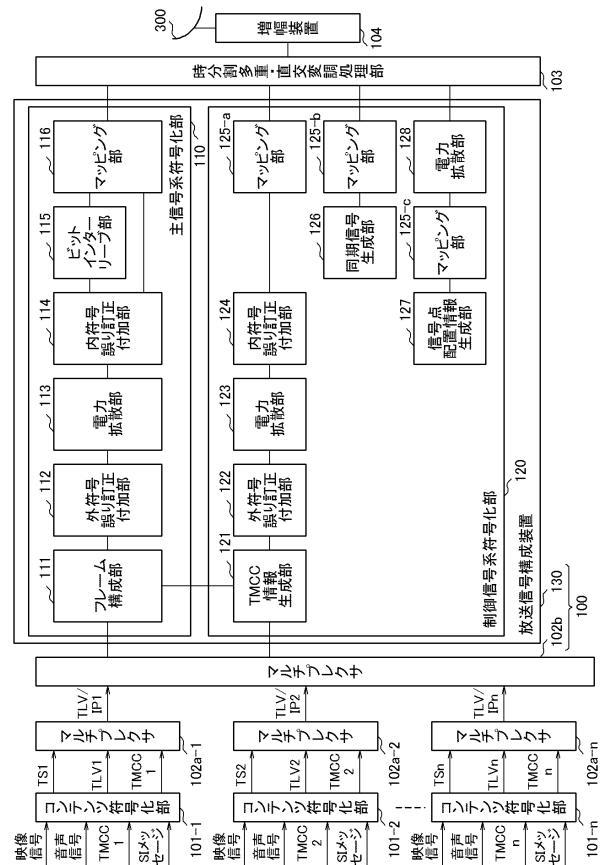 映像
信号
音声
信号
TMCC
1
SIメッ
セージ
コンテンツ符号化部
101-1
TS1
TLV1
TMCC
1
マルチプレクサ
102a-1
TLV/
IP1
映像
信号
音声
信号
TMCC
2
SIメッ
セージ
コンテンツ符号化部
101-2
TS2
TLV2
TMCC
2
マルチプレクサ
102a-2
TLV/
IP2
映像
信号
音声
信号
TMCC
n
SIメッ
セージ
コンテンツ符号化部
101-n
TSn
TLVn
TMCC
n
マルチプレクサ
102a-n
TLV/
IPn
マルチプレクサ
102b
100
130
放送信号構成装置
主信号系符号化部
110
フレーム
構成部
111
外符号
誤り訂正
付加部
112
電力
拡散部
113
内符号
誤り訂正
付加部
114
ビット
インター
リーブ部
115
マッピング
部
116
制御信号系符号化部
120
TMCC
情報
生成部
121
外符号
誤り訂正
付加部
122
電力
拡散部
123
内符号
誤り訂正
付加部
124
マッピング
部
125-a
同期信号
生成部
126
マッピング
部
125-b
信号点
配置情報
生成部
127
マッピング
部
125-c
電力
拡散部
128
時分割多重・直交変調処理部
103
増幅装置
104
300